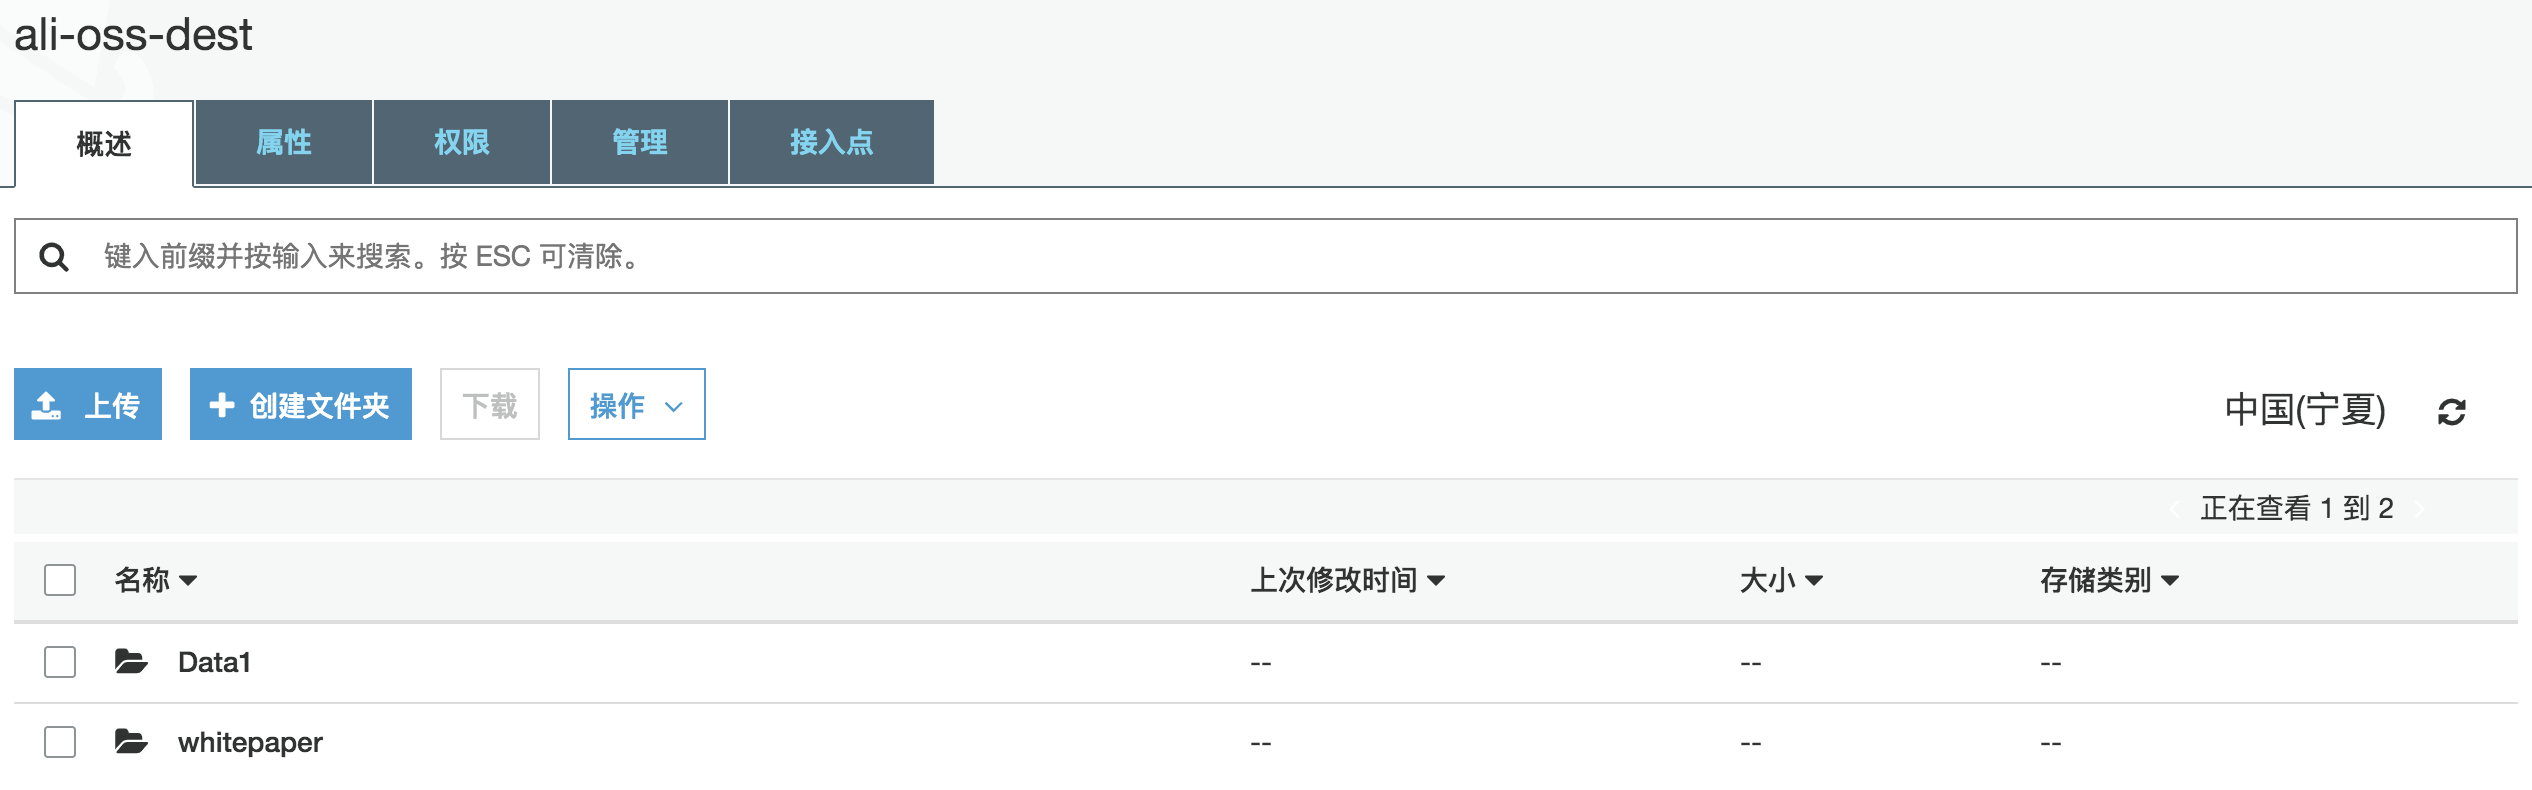 ali-oss-dest
概述 属性 权限 管理 接入点
键入前缀并按输入来搜索。按 ESC 可清除。
上传 创建文件夹 下载 操作 中国(宁夏)
正在查看 1 到 2
名称 上次修改时间 大小 存储类别
Data1 -- -- --
whitepaper -- -- --